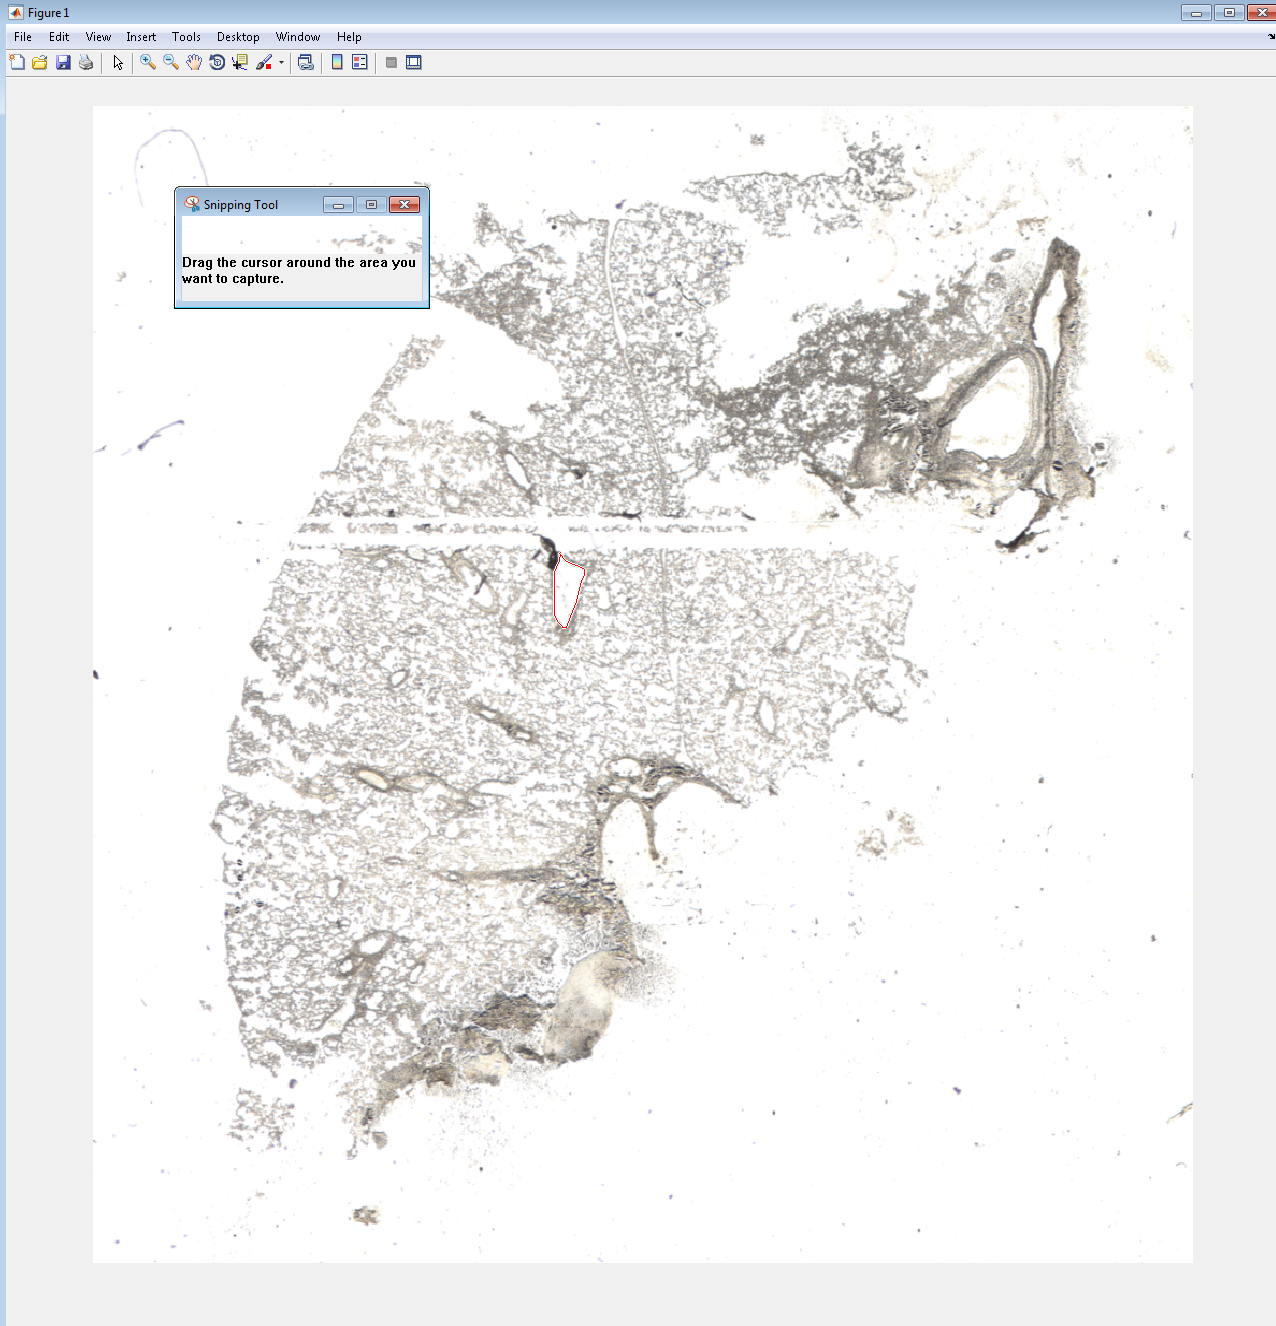 Figure 1
File Edit View Insert Tools Desktop Window Help
Snipping Tool
Drag the cursor around the area you
want to capture.